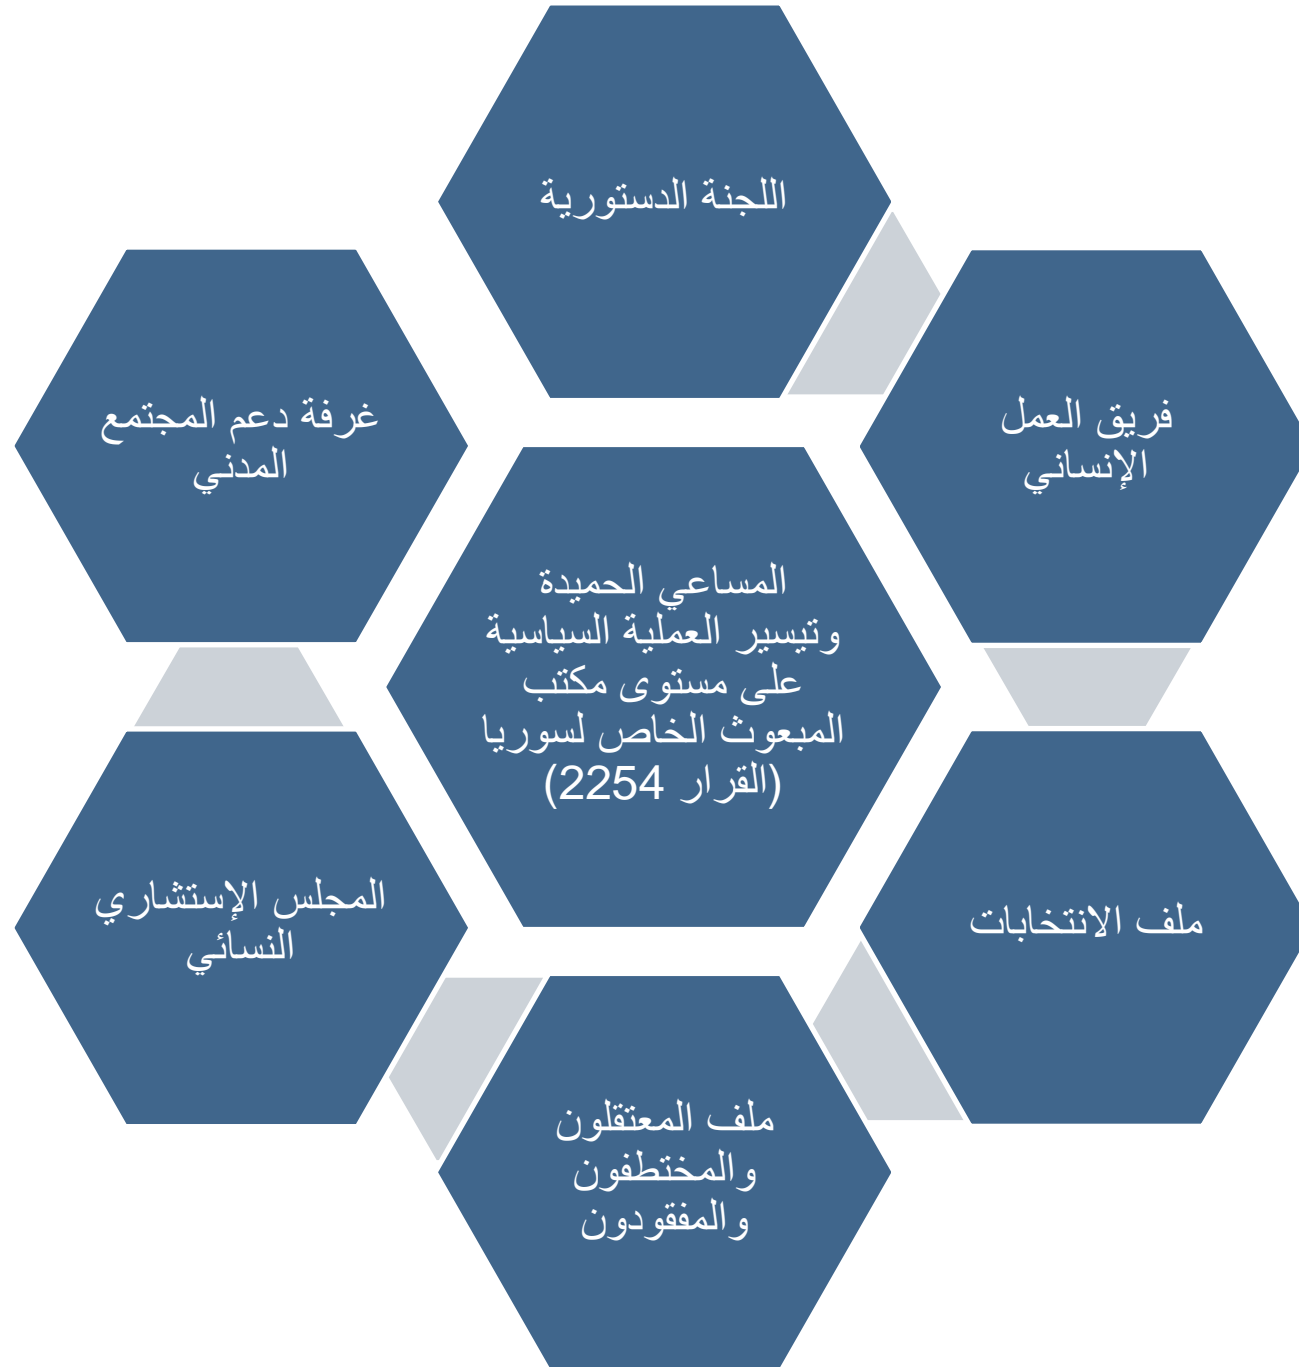 اللجنة الدستورية
فريق العمل
الإنساني
غرفة دعم المجتمع
المدني
المساعي الحميدة
وتيسير العملية السياسية
على مستوى مكتب
المبعوث الخاص لسوريا
(القرار 2254)
ملف الانتخابات
المجلس الإستشاري
النسائي
ملف المعتقلون
والمختطفون
والمفقودون